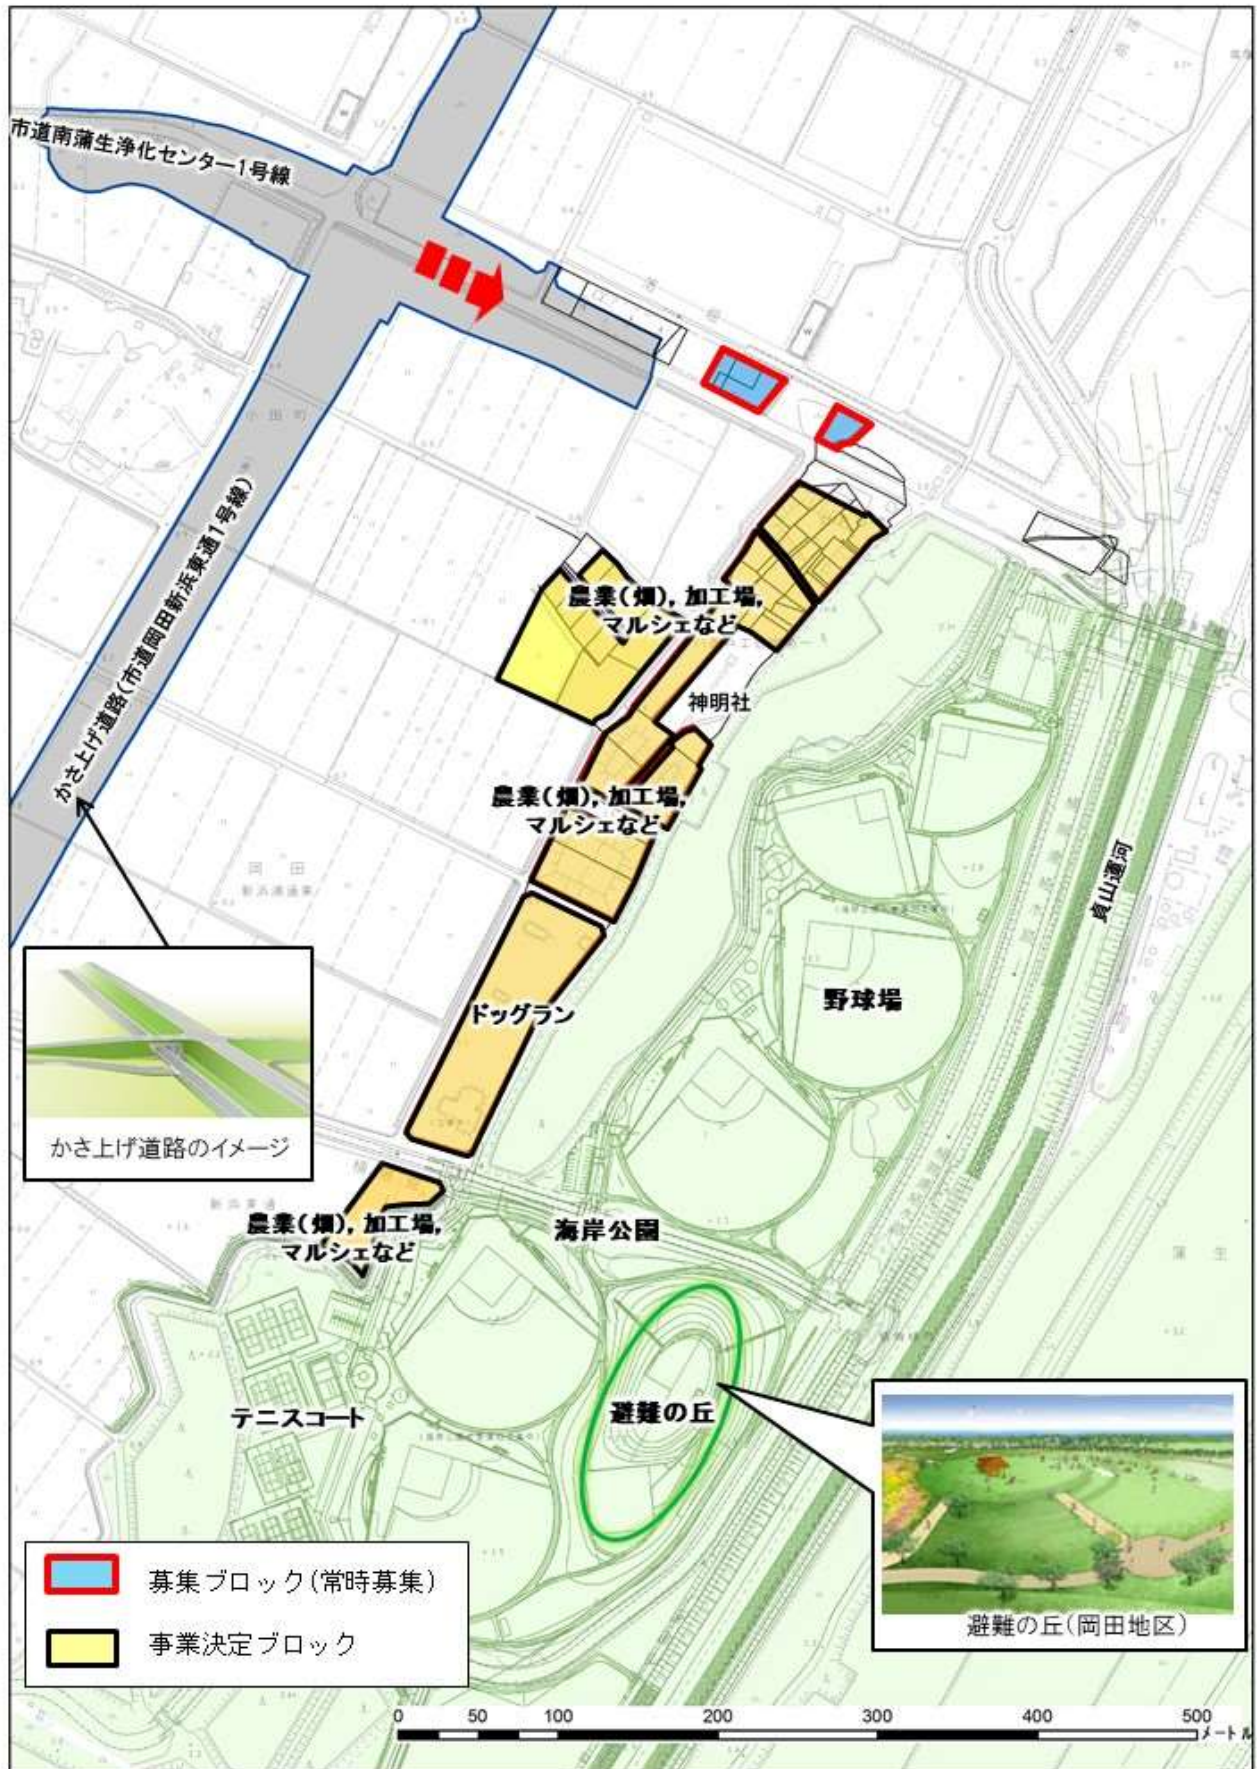 市道南蒲生浄化センター1号線
小田町
かさ上げ道路(市道岡田新浜東通1号線)
農業(畑), 加工場,
マルシェなど
神明社
農業(畑), 加工場,
マルシェなど
岡田
貞山運河
野球場
ドッグラン
かさ上げ道路のイメージ
農業(畑), 加工場,
マルシェなど
海岸公園
蒲生
避難の丘
テニスコート
避難の丘(岡田地区)
募集ブロック(常時募集)
事業決定ブロック
0 50 100 200 300 400 500
メートル